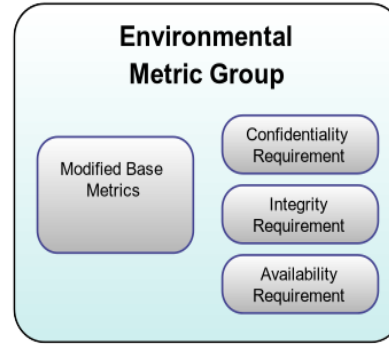 Environmental
Metric Group
Modified Base
Metrics
Confidentiality
Requirement
Integrity
Requirement
Availability
Requirement